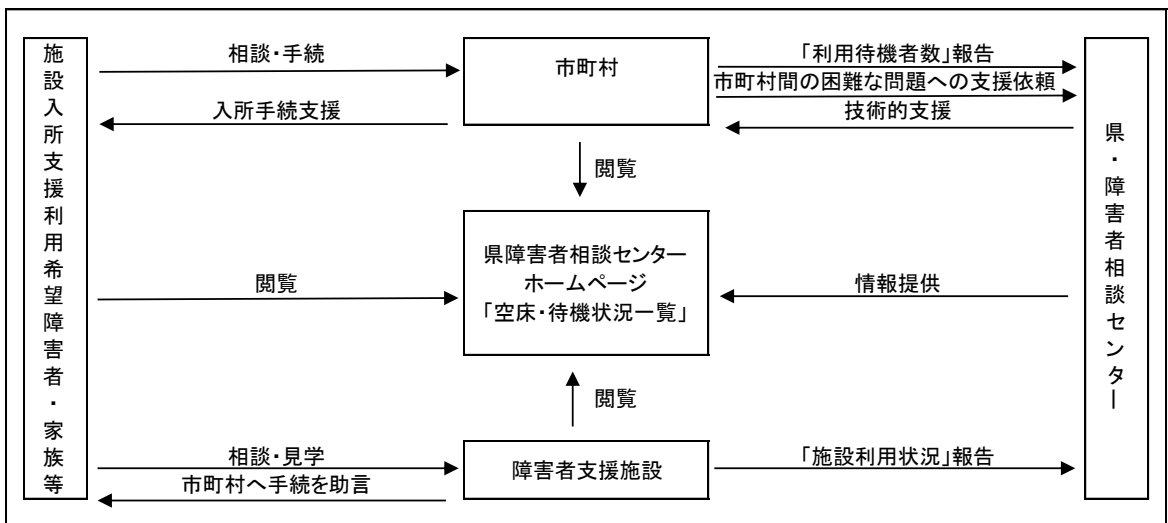 施設入所支援利用希望障害者・家族等
相談・手続
入所手続支援
市町村
「利用待機者数」報告
市町村間の困難な問題への支援依頼
技術的支援
閲覧
閲覧
県障害者相談センター
ホームページ
「空床・待機状況一覧」
情報提供
閲覧
相談・見学
市町村へ手続を助言
障害者支援施設
「施設利用状況」報告
県・障害者相談センター